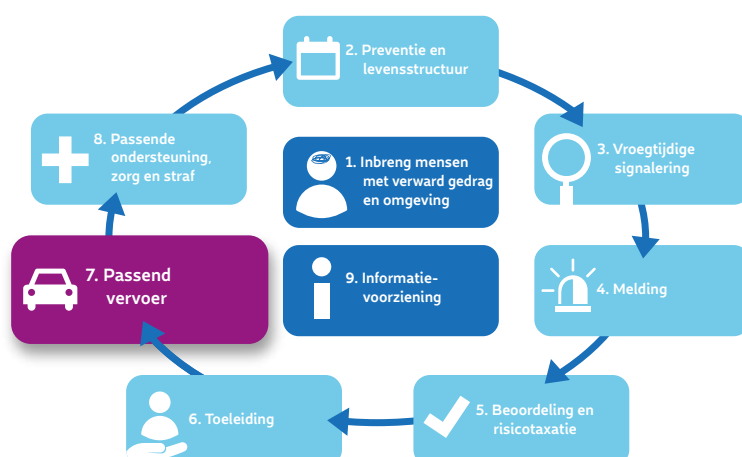 2. Preventie en
levensstructuur
8. Passende
ondersteuning,
zorg en straf
1. Inbreng mensen
met verward gedrag
en omgeving
3. Vroegtijdige
signalering
7. Passend
vervoer
9. Informatie-
voorziening
4. Melding
6. Toeleiding
5. Beoordeling en
risicotaxatie